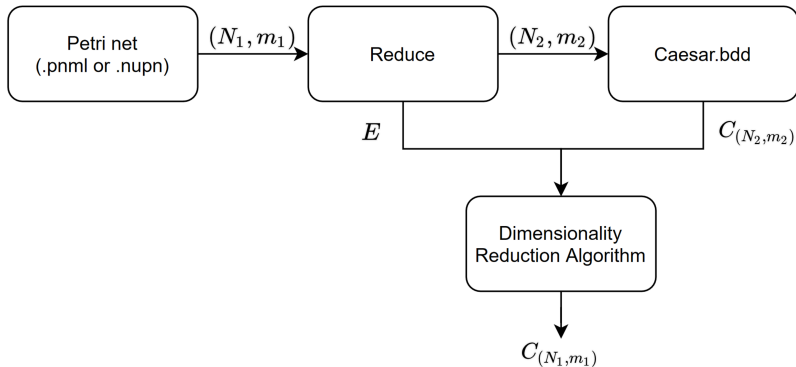 Petri net
(.pnml or .nupn)
(N₁, m₁)
Reduce
(N₂, m₂)
Caesar.bdd
E
C₍N₂,m₂₎
Dimensionality
Reduction Algorithm
C₍N₁,m₁₎